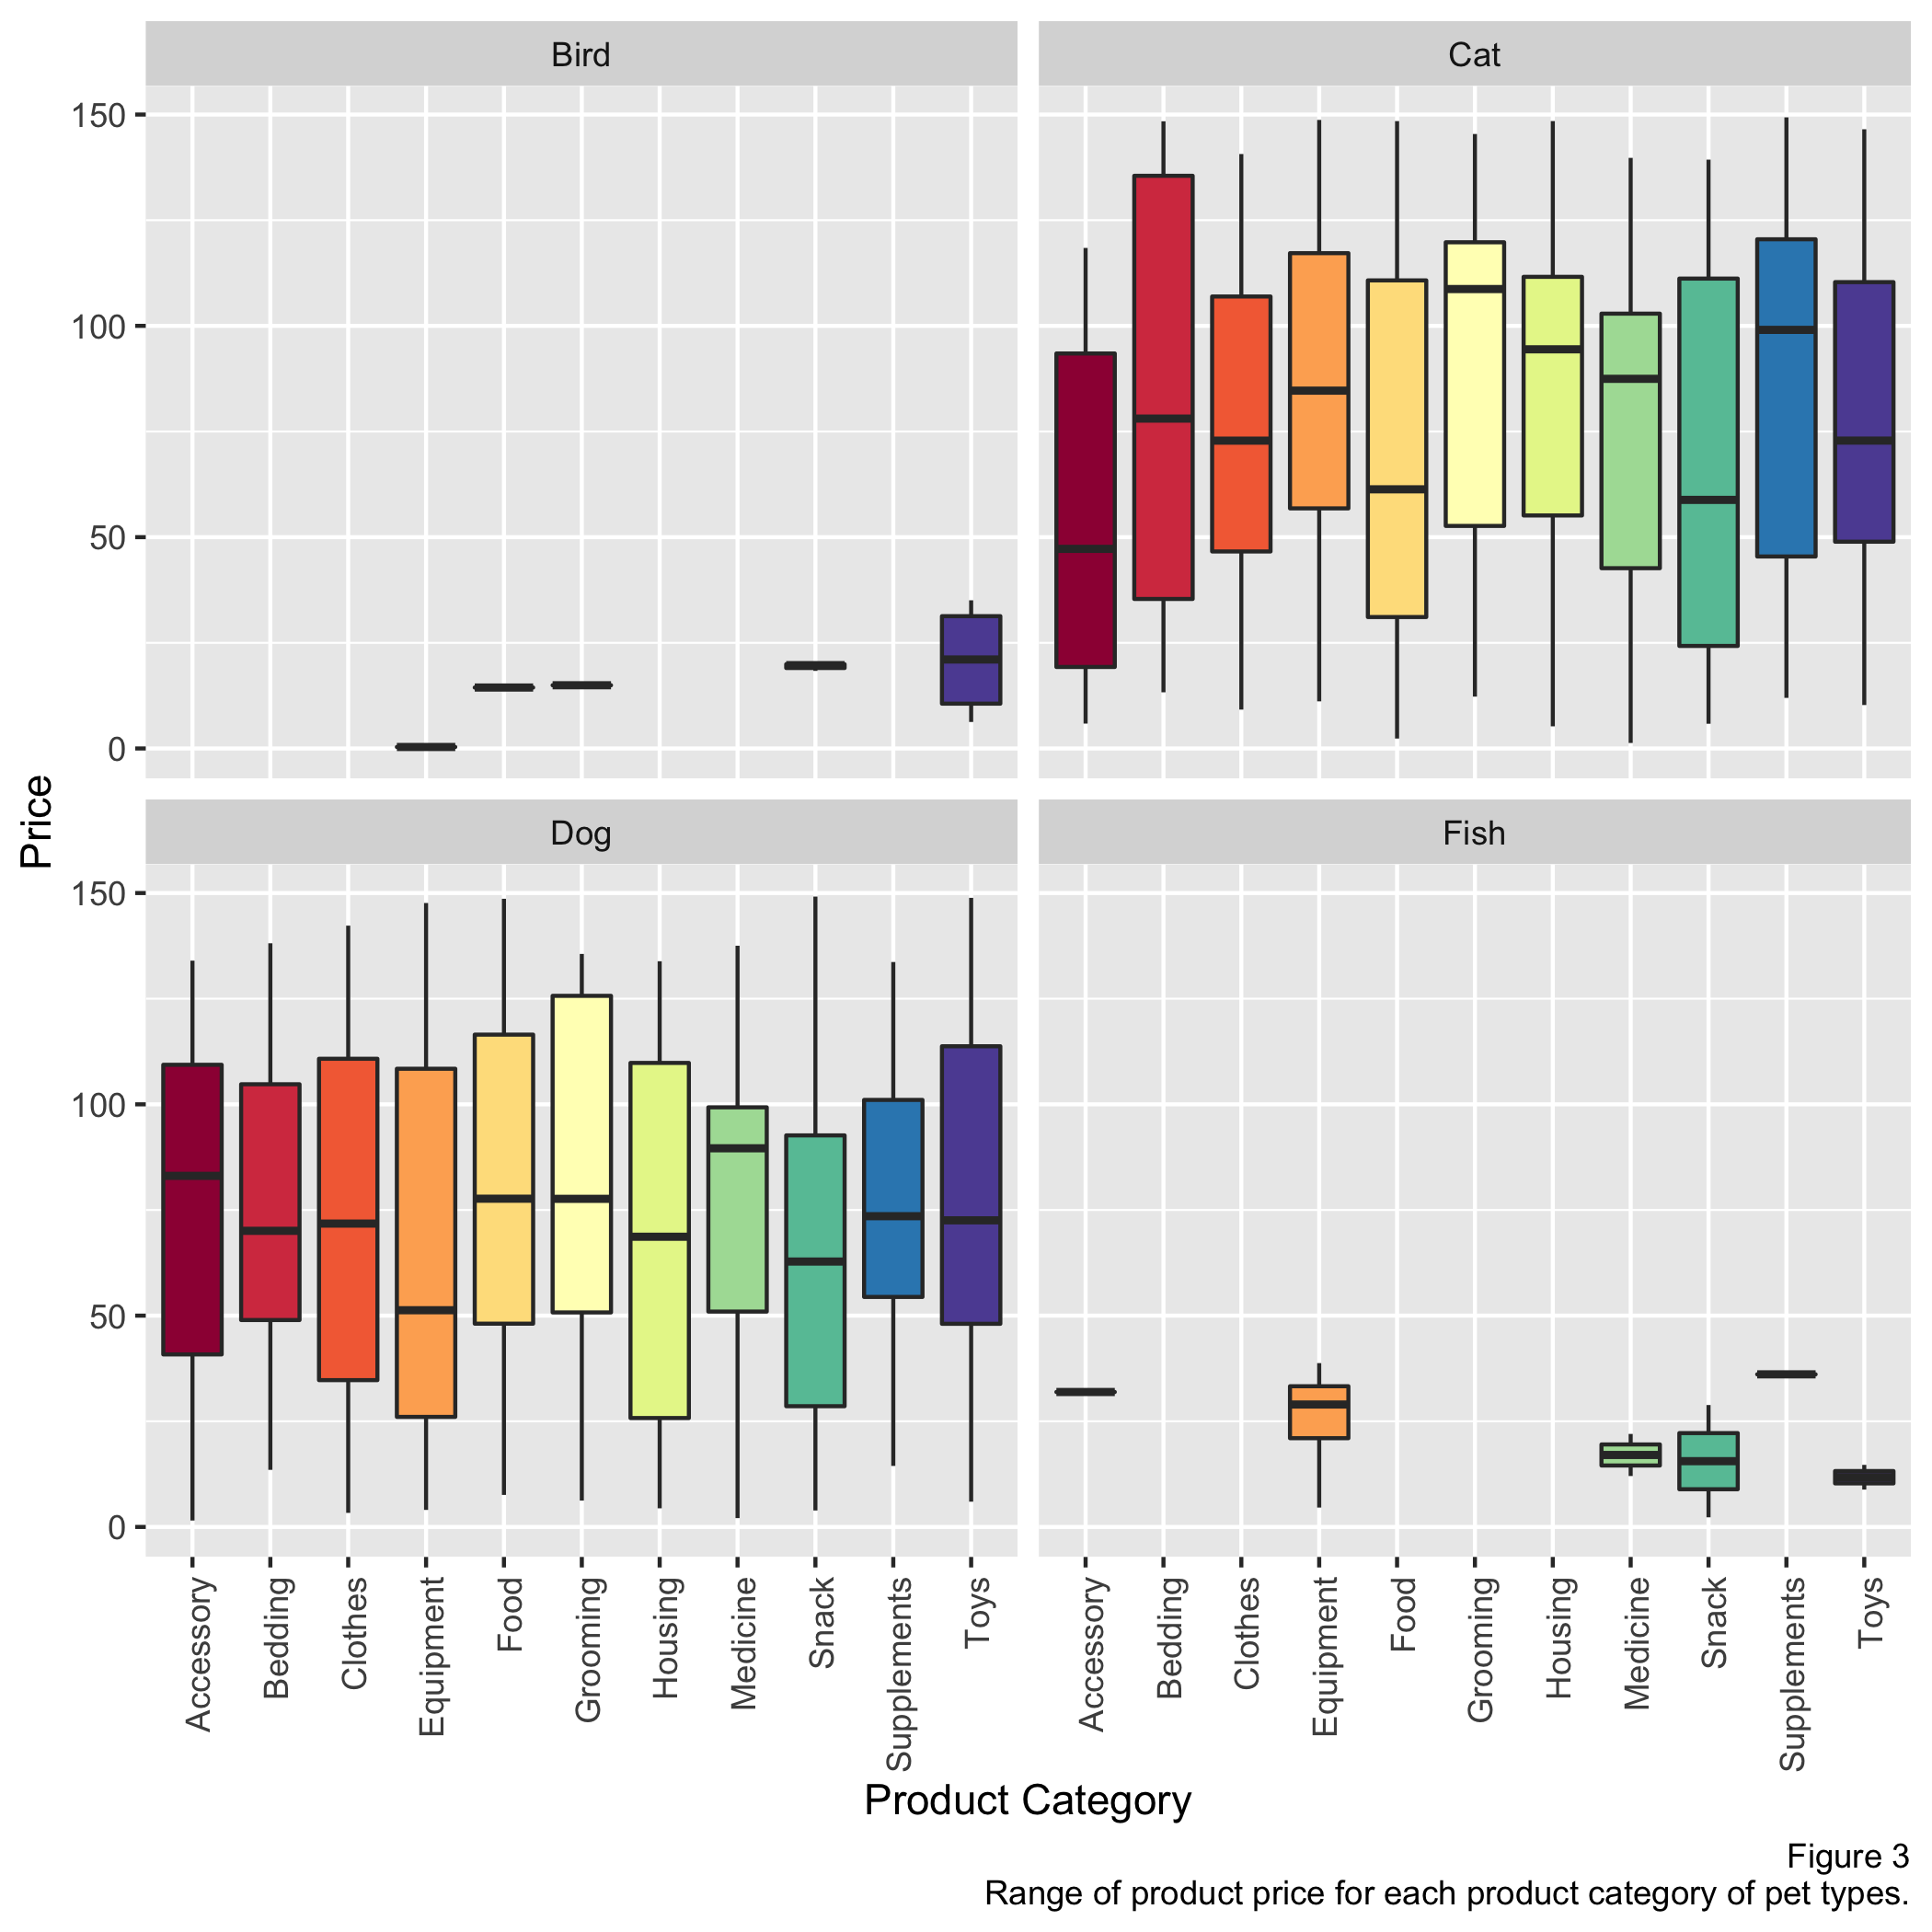 Bird
Cat
150
100
50
0
Price
Dog
Fish
150
100
50
0
Accessory
Bedding
Clothes
Equipment
Food
Grooming
Housing
Medicine
Snack
Supplements
Toys
Accessory
Bedding
Clothes
Equipment
Food
Grooming
Housing
Medicine
Snack
Supplements
Toys
Product Category
Figure 3
Range of product price for each product category of pet types.